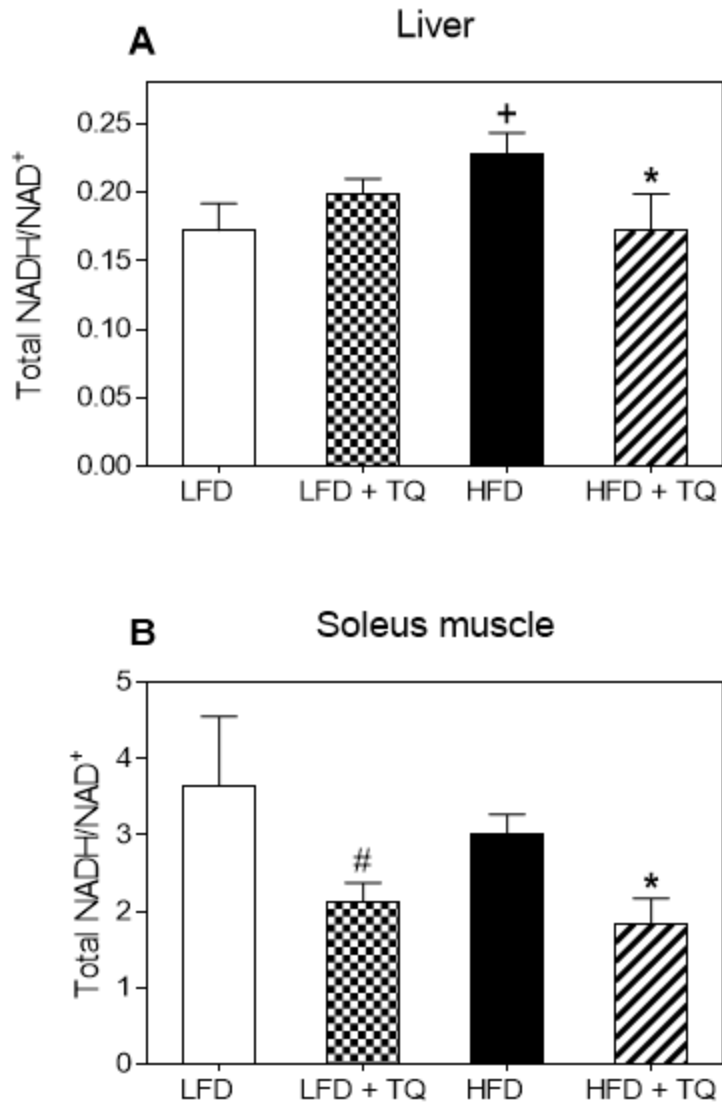 A
Liver
Total NADH/NAD⁺
0.25
0.20
0.15
0.10
0.05
0.00
+
*
LFD
LFD + TQ
HFD
HFD + TQ
B
Soleus muscle
Total NADH/NAD⁺
5
4
3
2
1
0
#
*
LFD
LFD + TQ
HFD
HFD + TQ